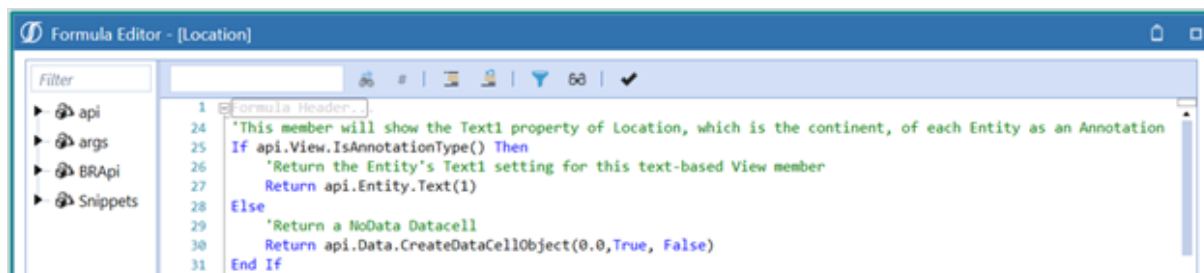 Formula Editor - [Location]
Filter
api
args
BRApi
Snippets
1 Formula Header...
24 'This member will show the Text1 property of Location, which is the continent, of each Entity as an Annotation
25 If api.View.IsAnnotationType() Then
26 'Return the Entity's Text1 setting for this text-based View member
27 Return api.Entity.Text(1)
28 Else
29 'Return a NoData Datacell
30 Return api.Data.CreateDataCellObject(0.0,True, False)
31 End If